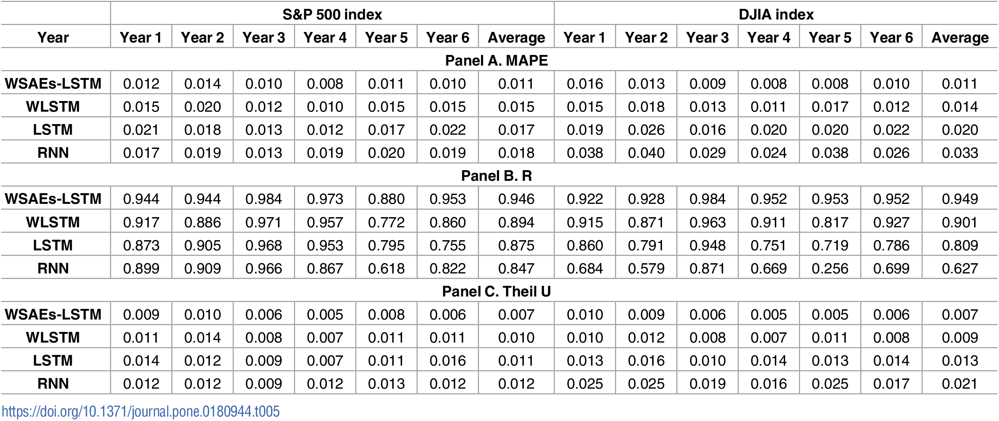 S&P 500 index DJIA index
Year Year 1 Year 2 Year 3 Year 4 Year 5 Year 6 Average Year 1 Year 2 Year 3 Year 4 Year 5 Year 6 Average
Panel A. MAPE
WSAEs-LSTM 0.012 0.014 0.010 0.008 0.011 0.010 0.011 0.016 0.013 0.009 0.008 0.008 0.010 0.011
WLSTM 0.015 0.020 0.012 0.010 0.015 0.015 0.015 0.015 0.018 0.013 0.011 0.017 0.012 0.014
LSTM 0.021 0.018 0.013 0.012 0.017 0.022 0.017 0.019 0.026 0.016 0.020 0.020 0.022 0.020
RNN 0.017 0.019 0.013 0.019 0.020 0.019 0.018 0.038 0.040 0.029 0.024 0.038 0.026 0.033
Panel B. R
WSAEs-LSTM 0.944 0.944 0.984 0.973 0.880 0.953 0.946 0.922 0.928 0.984 0.952 0.953 0.952 0.949
WLSTM 0.917 0.886 0.971 0.957 0.772 0.860 0.894 0.915 0.871 0.963 0.911 0.817 0.927 0.901
LSTM 0.873 0.905 0.968 0.953 0.795 0.755 0.875 0.860 0.791 0.948 0.751 0.719 0.786 0.809
RNN 0.899 0.909 0.966 0.867 0.618 0.822 0.847 0.684 0.579 0.871 0.669 0.256 0.699 0.627
Panel C. Theil U
WSAEs-LSTM 0.009 0.010 0.006 0.005 0.008 0.006 0.007 0.010 0.009 0.006 0.005 0.005 0.006 0.007
WLSTM 0.011 0.014 0.008 0.007 0.011 0.011 0.010 0.010 0.012 0.008 0.007 0.011 0.008 0.009
LSTM 0.014 0.012 0.009 0.007 0.011 0.016 0.011 0.013 0.016 0.010 0.014 0.013 0.014 0.013
RNN 0.012 0.012 0.009 0.012 0.013 0.012 0.012 0.025 0.025 0.019 0.016 0.025 0.017 0.021
https://doi.org/10.1371/journal.pone.0180944.t005